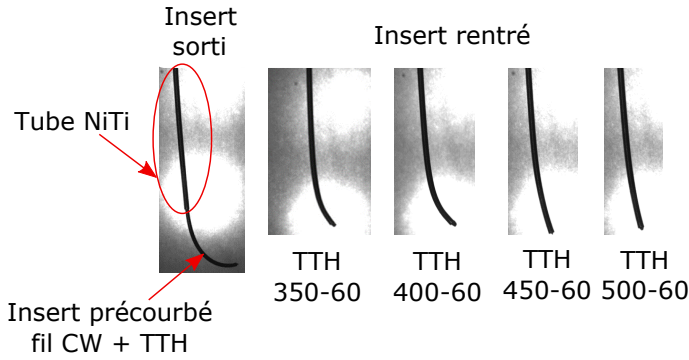 Insert
sorti
Insert rentré
Tube NiTi
TTH
350-60
TTH
400-60
TTH
450-60
TTH
500-60
Insert précourbé
fil CW + TTH